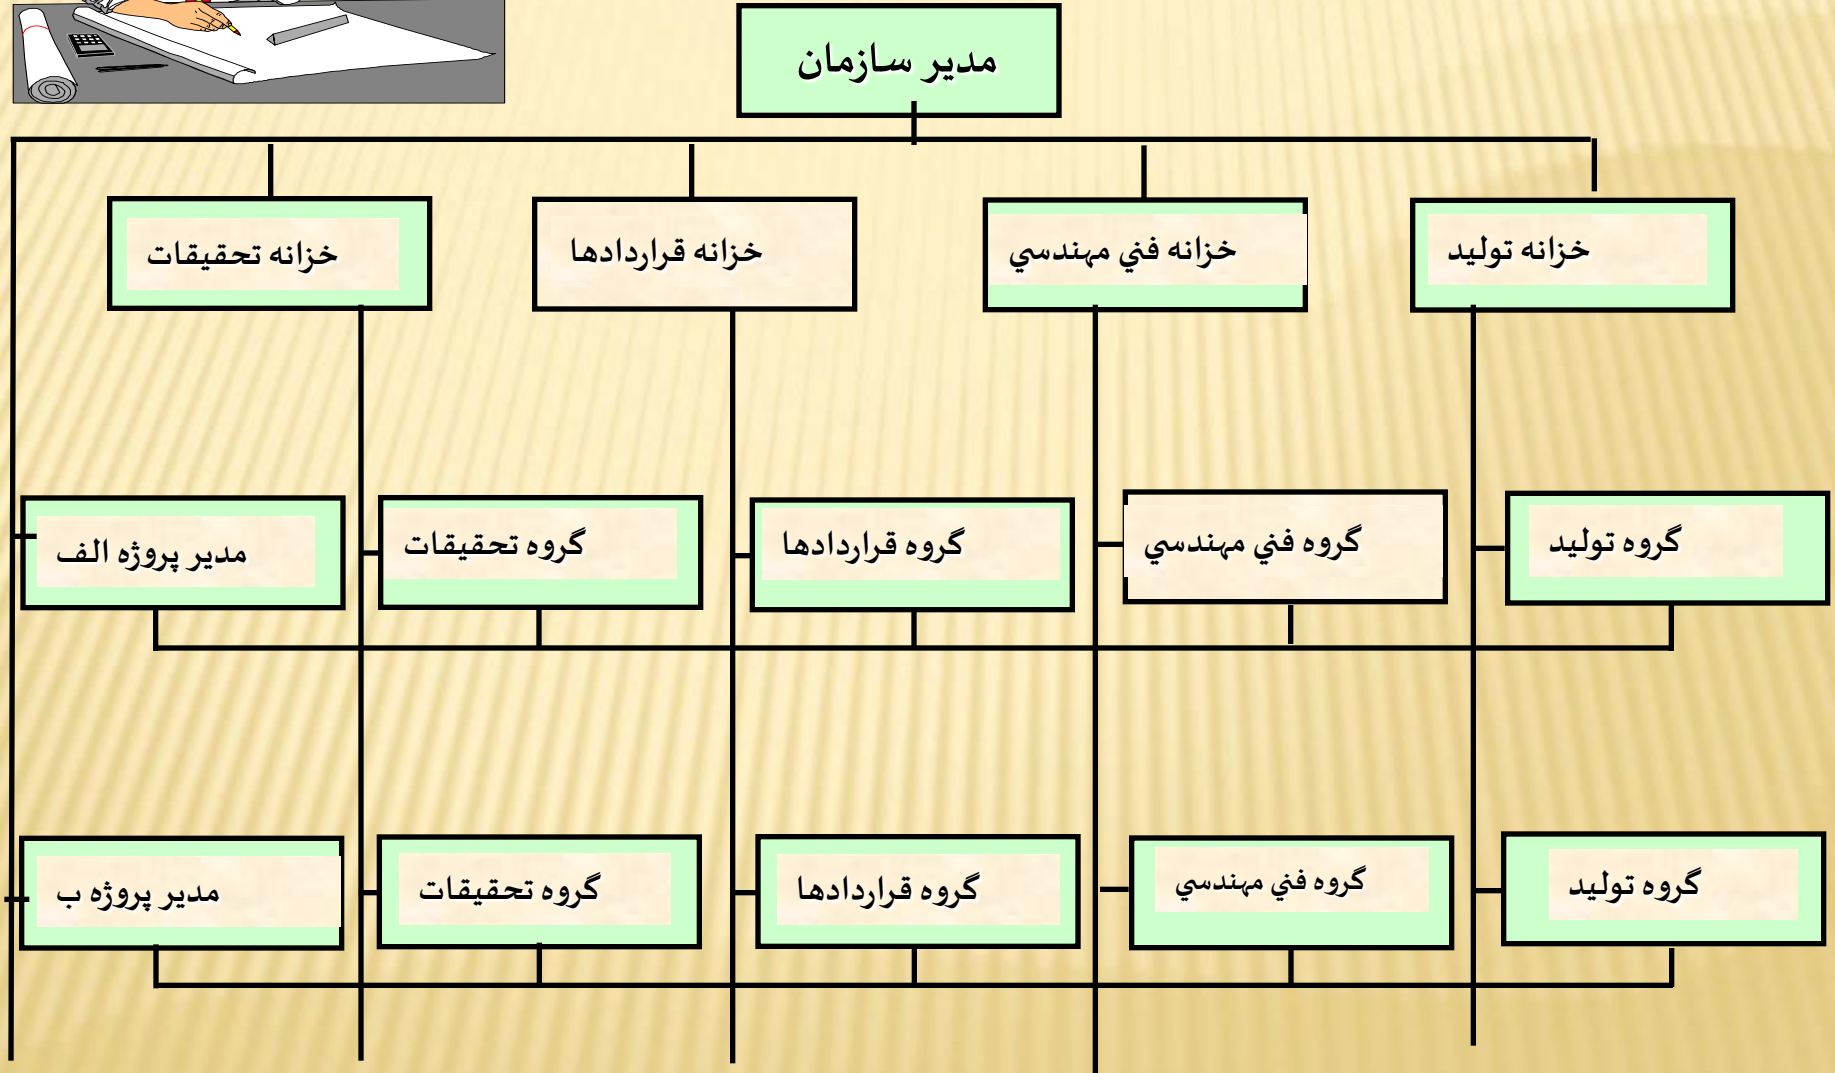 مدير سازمان
خزانه توليد
خزانه فني مهندسي
خزانه قراردادها
خزانه تحقيقات
گروه توليد
گروه فني مهندسي
گروه قراردادها
گروه تحقيقات
مدير پروژه الف
گروه توليد
گروه فني مهندسي
گروه قراردادها
گروه تحقيقات
مدير پروژه ب